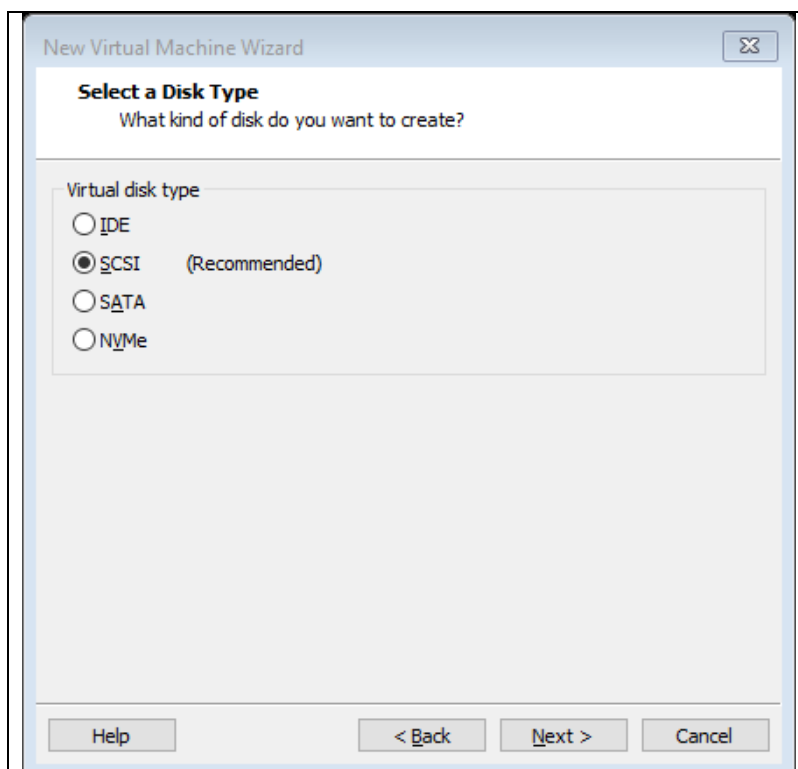 New Virtual Machine Wizard
Select a Disk Type
What kind of disk do you want to create?
Virtual disk type
IDE
SCSI (Recommended)
SATA
NVMe
Help < Back Next > Cancel